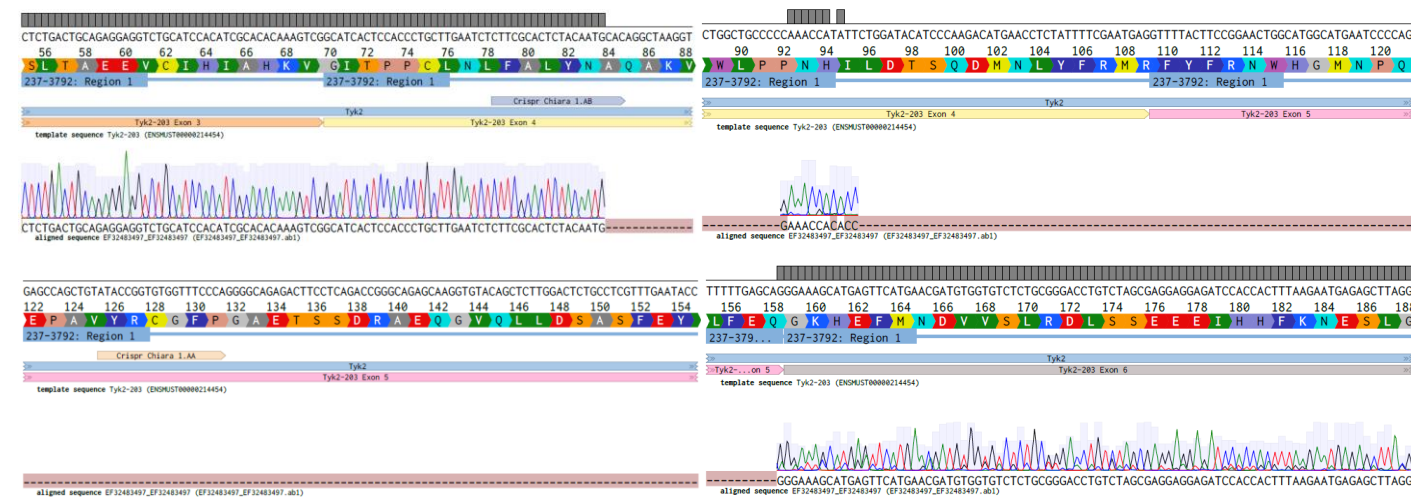 CTCTGACTGCAGAGGAGGTCTGCATCCACATCGCACACAAAGTCGGCATCACTCCACCCTGCTTGAATCTCTTCGCACTCTACAATGCACAGGCTAAGGT
56 58 60 62 64 66 68 70 72 74 76 78 80 82 84 86 88
S L T A E E V C I H I A H K V G I T P P C L N L F A L Y N A Q A K V
237-3792: Region 1 237-3792: Region 1
Crispr Chiara 1.AB
Tyk2
Tyk2-203 Exon 3 Tyk2-203 Exon 4
template sequence Tyk2-203 (ENSMUST00000214454)
CTCTGACTGCAGAGGAGGTCTGCATCCACATCGCACACAAAGTCGGCATCACTCCACCCTGCTTGAATCTCTTCGCACTCTACAATG-------------
aligned sequence EF32483497_EF32483497 (EF32483497_EF32483497.ab1)
CTGGCTGCCCCCAAACCATATTCTGGATACATCCCAAGACATGAACCTCTATTTTCGAATGAGGTTTTACTTCCGGAACTGGCATGGCATGAATCCCCAG
90 92 94 96 98 100 102 104 106 108 110 112 114 116 118 120
W L P P N H I L D T S Q D M N L Y F R M R F Y F R N W H G M N P Q
237-3792: Region 1 237-3792: Region 1
Tyk2
Tyk2-203 Exon 4 Tyk2-203 Exon 5
template sequence Tyk2-203 (ENSMUST00000214454)
GAAACCACACC
aligned sequence EF32483497_EF32483497 (EF32483497_EF32483497.ab1)
GAGCCAGCTGTATACCGGTGTGGTTTCCCAGGGGCAGAGACTTCCTCAGACCGGGCAGAGCAAGGTGTACAGCTCTTGGACTCTGCCTCGTTTGAATACC
122 124 126 128 130 132 134 136 138 140 142 144 146 148 150 152 154
E P A V Y R C G F P G A E T S S D R A E Q G V Q L L D S A S F E Y
237-3792: Region 1
Crispr Chiara 1.AA
Tyk2
Tyk2-203 Exon 5
template sequence Tyk2-203 (ENSMUST00000214454)
aligned sequence EF32483497_EF32483497 (EF32483497_EF32483497.ab1)
TTTTTGAGCAGGGAAAGCATGAGTTCATGAACGATGTGGTGTCTCTGCGGGACCTGTCTAGCGAGGAGGAGATCCACCACTTTAAGAATGAGAGCTTAGG
156 158 160 162 164 166 168 170 172 174 176 178 180 182 184 186 188
L F E Q G K H E F M N D V V S L R D L S S E E E I H H F K N E S L G
237-379... 237-3792: Region 1
Tyk2
Tyk2-...on 5 Tyk2-203 Exon 6
template sequence Tyk2-203 (ENSMUST00000214454)
----------GGGAAAGCATGAGTTCATGAACGATGTGGTGTCTCTGCGGGACCTGTCTAGCGAGGAGGAGATCCACCACTTTAAGAATGAGAGCTTAGG
aligned sequence EF32483497_EF32483497 (EF32483497_EF32483497.ab1)